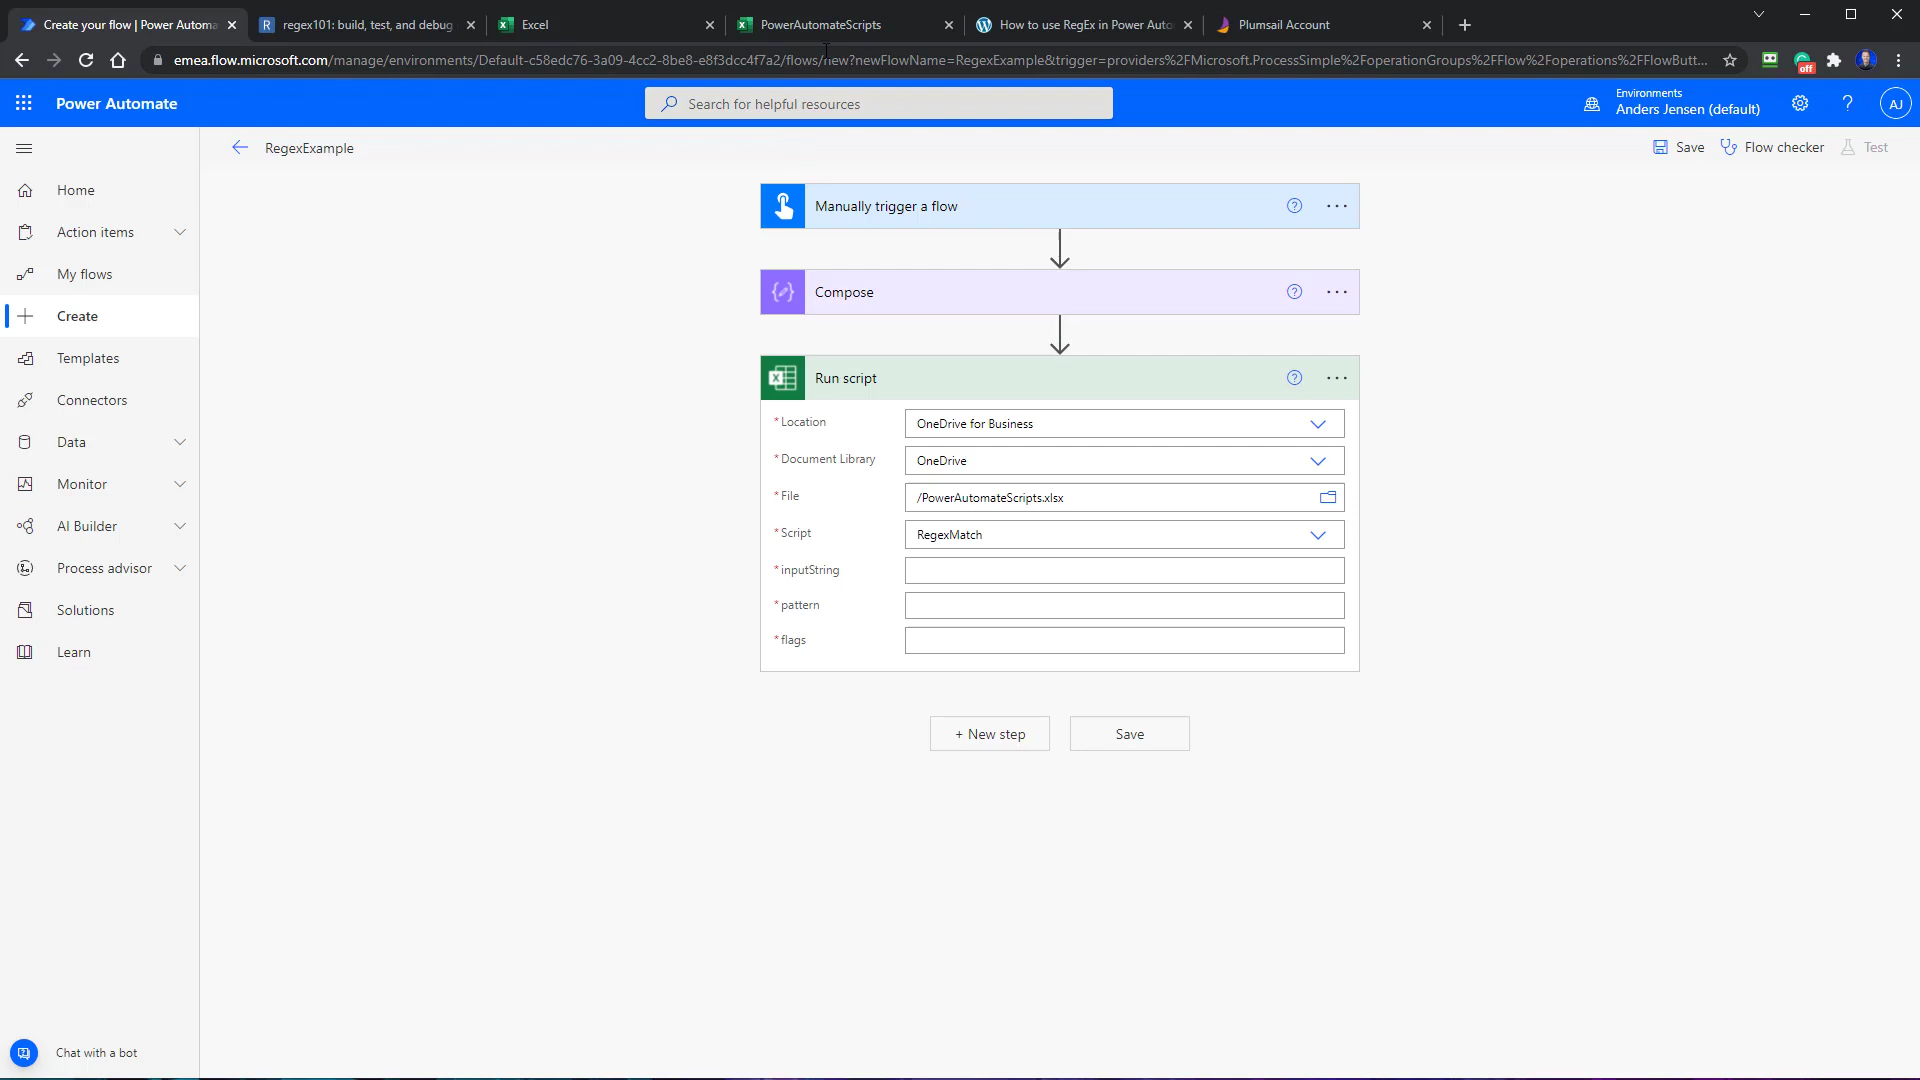 Create your flow | Power Automa
regex101: build, test, and debug
Excel
PowerAutomateScripts
How to use RegEx in Power Auto
Plumsail Account
emea.flow.microsoft.com/manage/environments/Default-c58edc76-3a09-4cc2-8be8-e8f3dcc4f7a2/flows/new?newFlowName=RegexExample&trigger=providers%2FMicrosoft.ProcessSimple%2FoperationGroups%2FFlow%2Foperations%2FFlowButt...
off
Power Automate
Search for helpful resources
Environments
Anders Jensen (default)
?
AJ
RegexExample
Save
Flow checker
Test
Home
Action items
My flows
Create
Templates
Connectors
Data
Monitor
AI Builder
Process advisor
Solutions
Learn
Chat with a bot
Manually trigger a flow
?
Compose
?
Run script
?
* Location
OneDrive for Business
* Document Library
OneDrive
* File
/PowerAutomateScripts.xlsx
* Script
RegexMatch
* inputString
* pattern
* flags
+ New step
Save